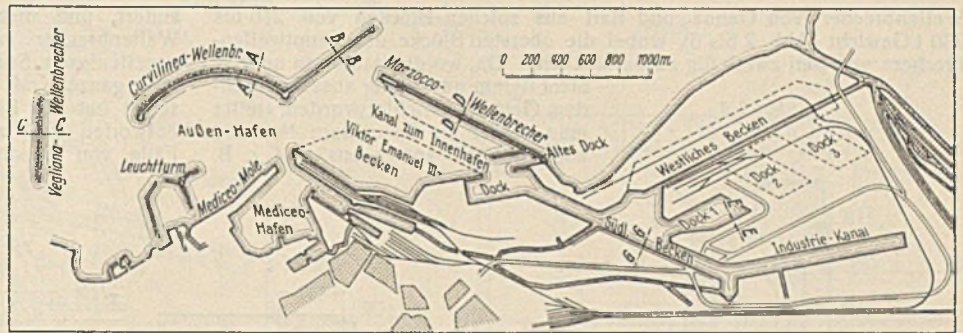 Curvilinea-Wellenbr.
A
A
B
B
Marzocco-
Wellenbrecher
D
0 200 400 600 800 1000m
C
C
Vegliana-
Wellenbrecher
Außen-Hafen
Kanal zum Innenhafen
Viktor Emanuel III-
Becken
Altes Dock
Westliches Becken
Dock
3
Dock
2
Leuchtturm
Mediceo-Mole
Dock
Mediceo-
Hafen
Südl. Becken
Dock 1
E
E
G
G
Industrie-Kanal